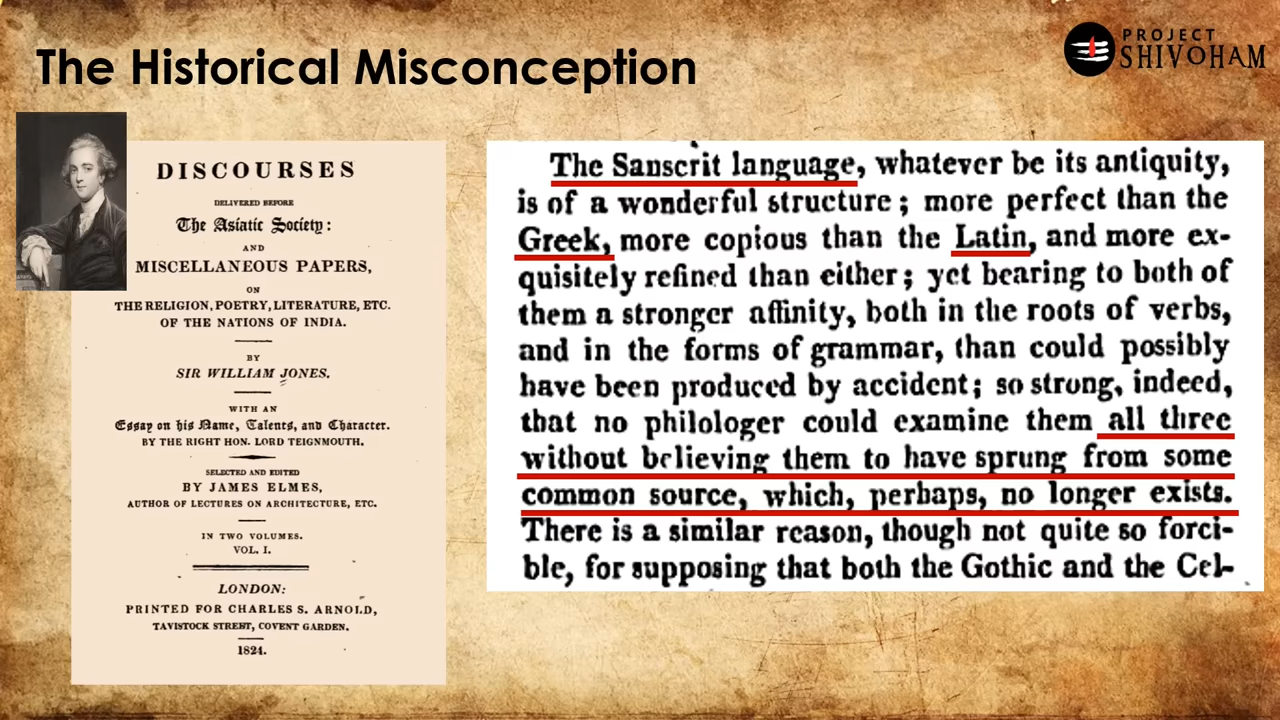 The Historical Misconception
PROJECT
SHIVOHAM
DISCOURSES
DELIVERED BEFORE
The Asiatic Society:
AND
MISCELLANEOUS PAPERS,
ON
THE RELIGION, POETRY, LITERATURE, ETC.
OF THE NATIONS OF INDIA.
BY
SIR WILLIAM JONES.
WITH AN
Essay on his Name, Talents, and Character.
BY THE RIGHT HON. LORD TEIGNMOUTH.
SELECTED AND EDITED
BY JAMES ELMES,
AUTHOR OF LECTURES ON ARCHITECTURE, ETC.
IN TWO VOLUMES.
VOL. I.
LONDON:
PRINTED FOR CHARLES S. ARNOLD,
TAVISTOCK STREET, COVENT GARDEN.
1824.
The Sanscrit language, whatever be its antiquity,
is of a wonderful structure; more perfect than the
Greek, more copious than the Latin, and more ex-
quisitely refined than either; yet bearing to both of
them a stronger affinity, both in the roots of verbs,
and in the forms of grammar, than could possibly
have been produced by accident; so strong, indeed,
that no philologer could examine them all three
without believing them to have sprung from some
common source, which, perhaps, no longer exists.
There is a similar reason, though not quite so forci-
ble, for supposing that both the Gothic and the Cel-